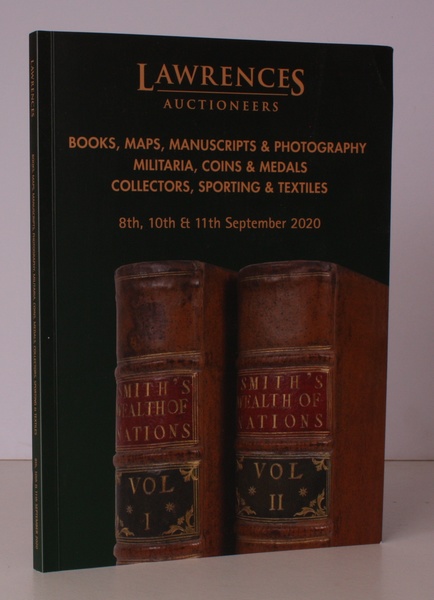 LAWRENCES
AUCTIONEERS
BOOKS, MAPS, MANUSCRIPTS & PHOTOGRAPHY
MILITARIA, COINS & MEDALS
COLLECTORS, SPORTING & TEXTILES
8th, 10th & 11th September 2020
SMITH'S
WEALTH OF
NATIONS
VOL
I
SMITH'S
WEALTH OF
NATIONS
VOL
II
LAWRENCES